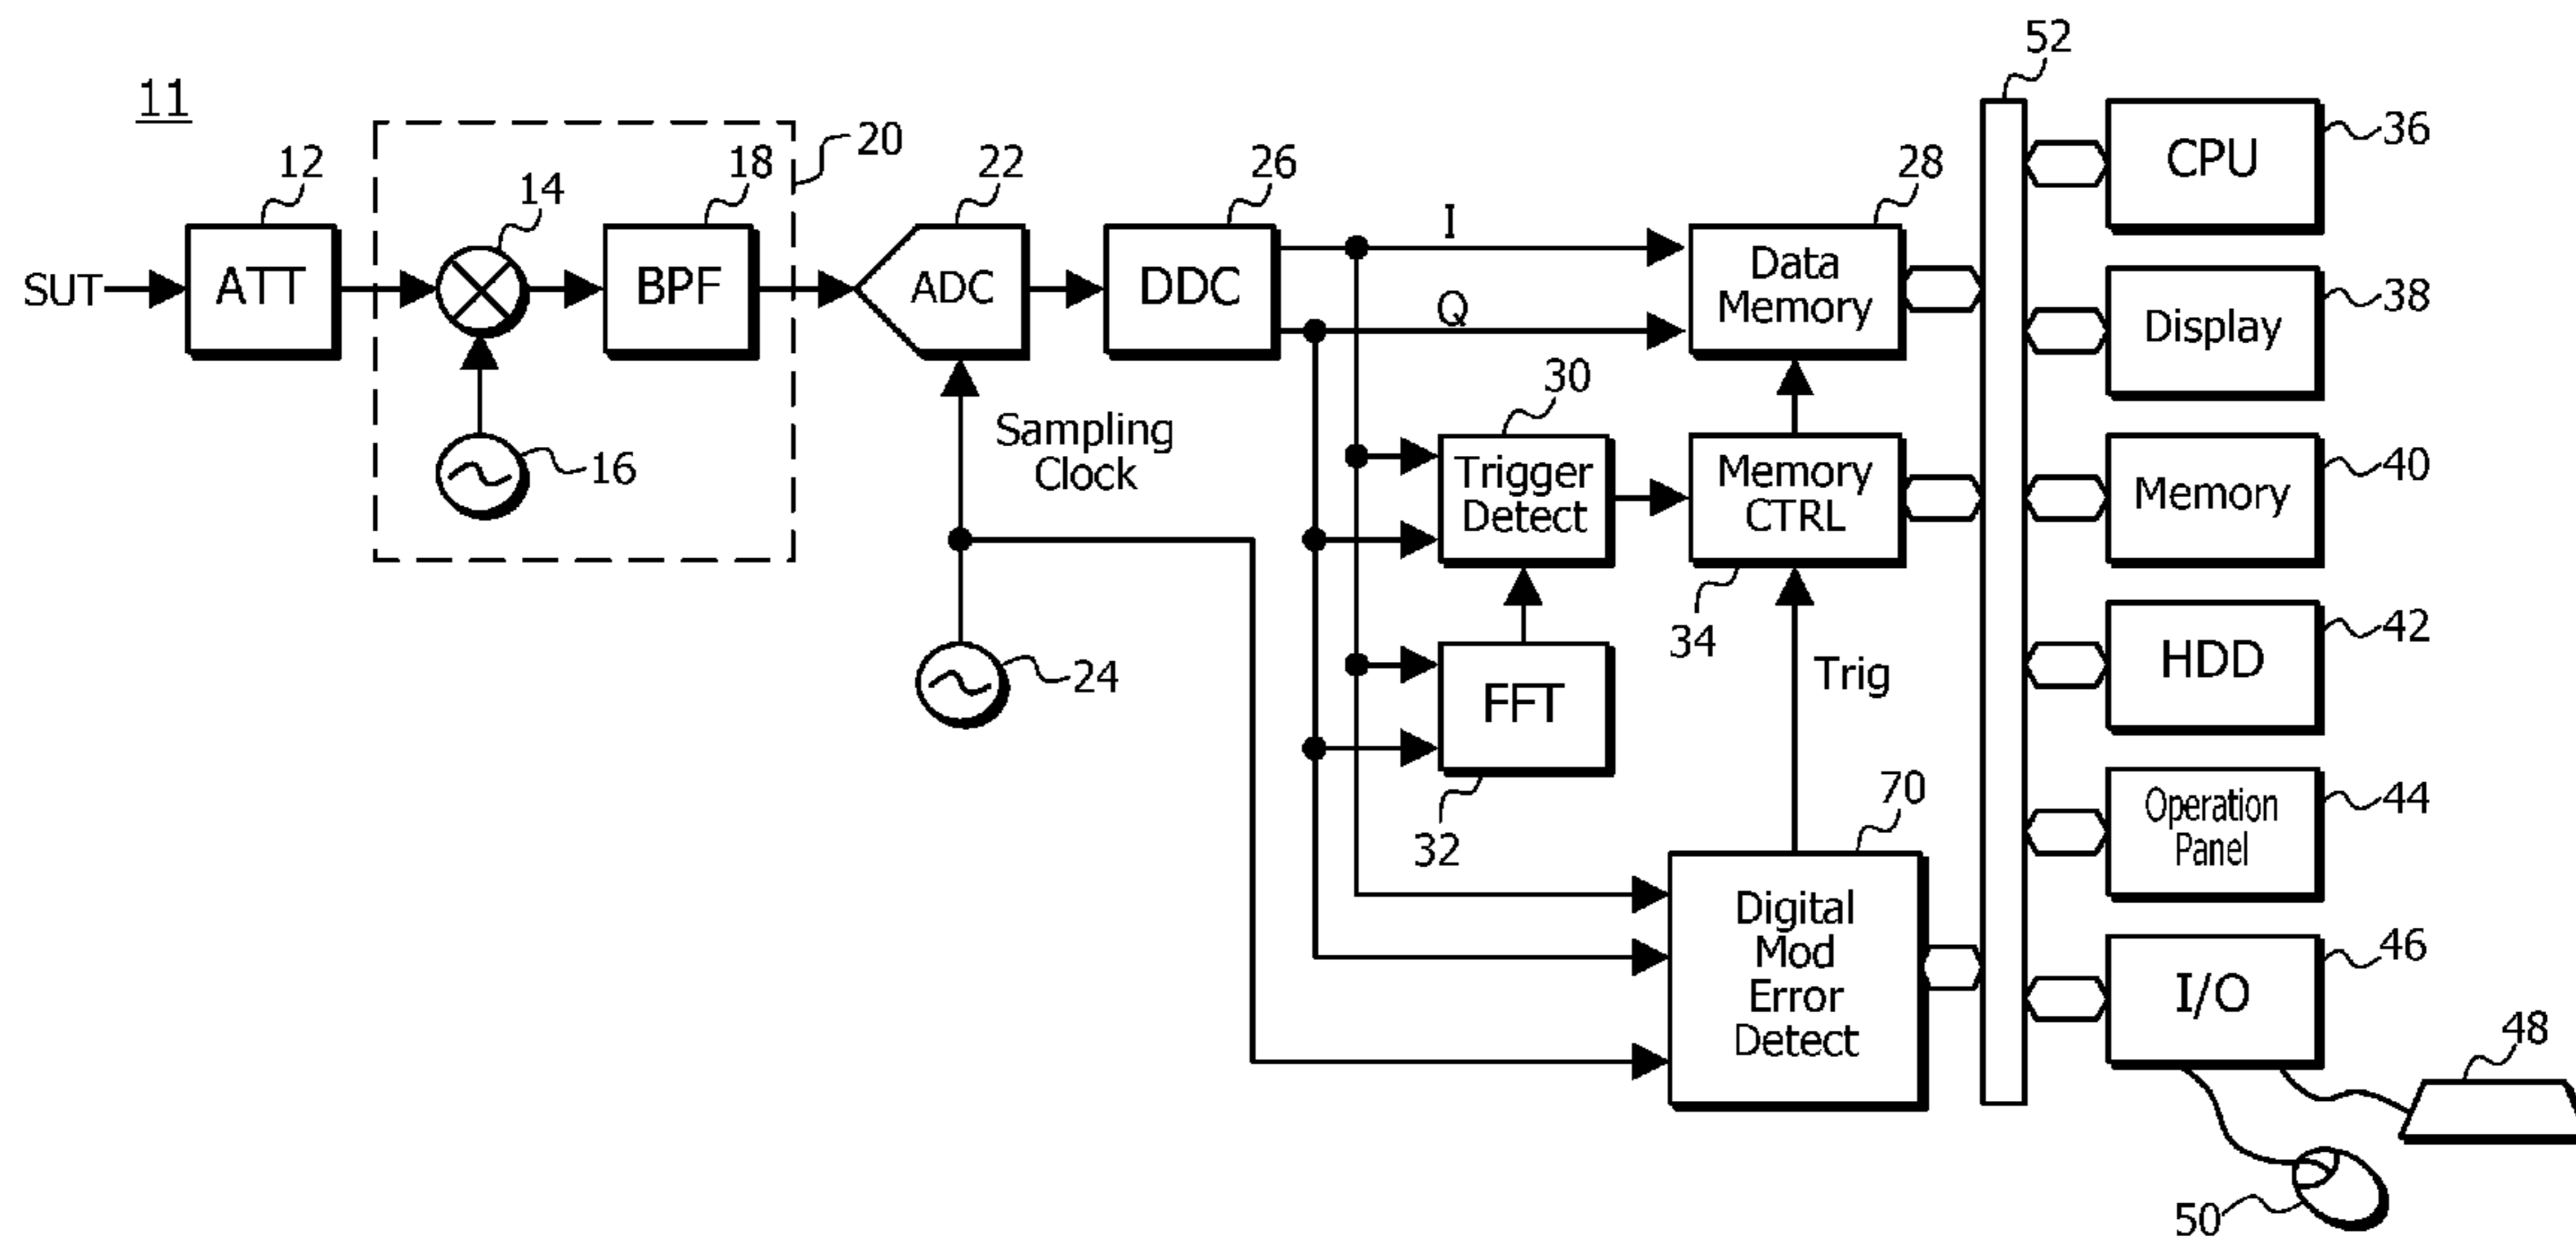 52
11
20
12
14
18
22
26
28
36
SUT
ATT
BPF
ADC
DDC
I
Q
Data
Memory
CPU
38
Display
16
Sampling
Clock
30
Trigger
Detect
Memory
CTRL
34
40
Memory
24
FFT
32
Trig
42
HDD
70
Digital
Mod
Error
Detect
44
Operation
Panel
46
I/O
48
50